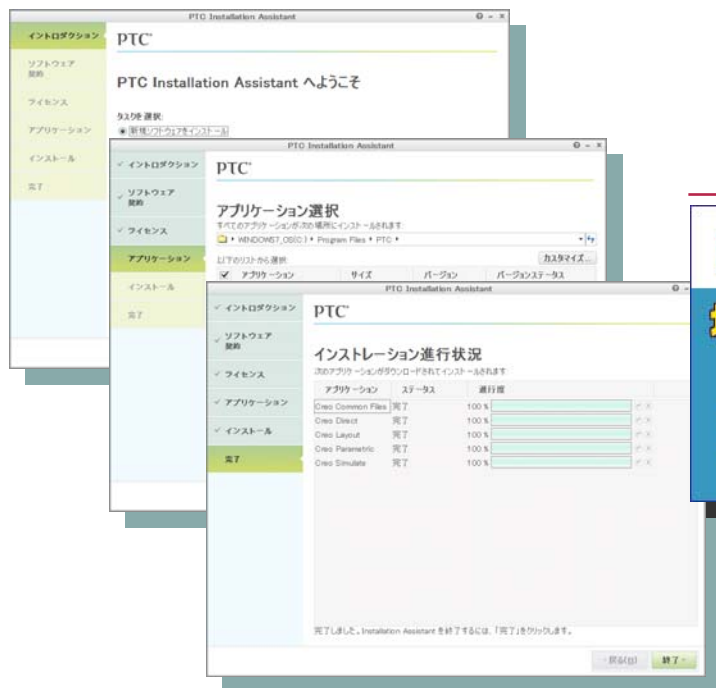 PTC Installation Assistant
イントロダクション
ソフトウェア
契約
ライセンス
アプリケーション
インストール
完了
PTC
PTC Installation Assistant へようこそ
タスクを選択:
新規ソフトウェアをインストール
PTC Installation Assistant
イントロダクション
ソフトウェア
契約
ライセンス
アプリケーション
インストール
完了
PTC
アプリケーション選択
すべてのアプリケーションが次の場所にインストールされます:
WINDOWS7_OS(C:) Program Files PTC
以下のリストから選択:
カスタマイズ...
アプリケーション サイズ バージョン バージョンステータス
PTC Installation Assistant
イントロダクション
ソフトウェア
契約
ライセンス
アプリケーション
インストール
完了
PTC
インストレーション進行状況
次のアプリケーションがダウンロードされてインストールされます:
アプリケーション ステータス 進行度
Creo Common Files 完了 100 %
Creo Direct 完了 100 %
Creo Layout 完了 100 %
Creo Parametric 完了 100 %
Creo Simulate 完了 100 %
完了しました。Installation Assistant を終了するには、「完了」をクリックします。
戻る(B) 終了